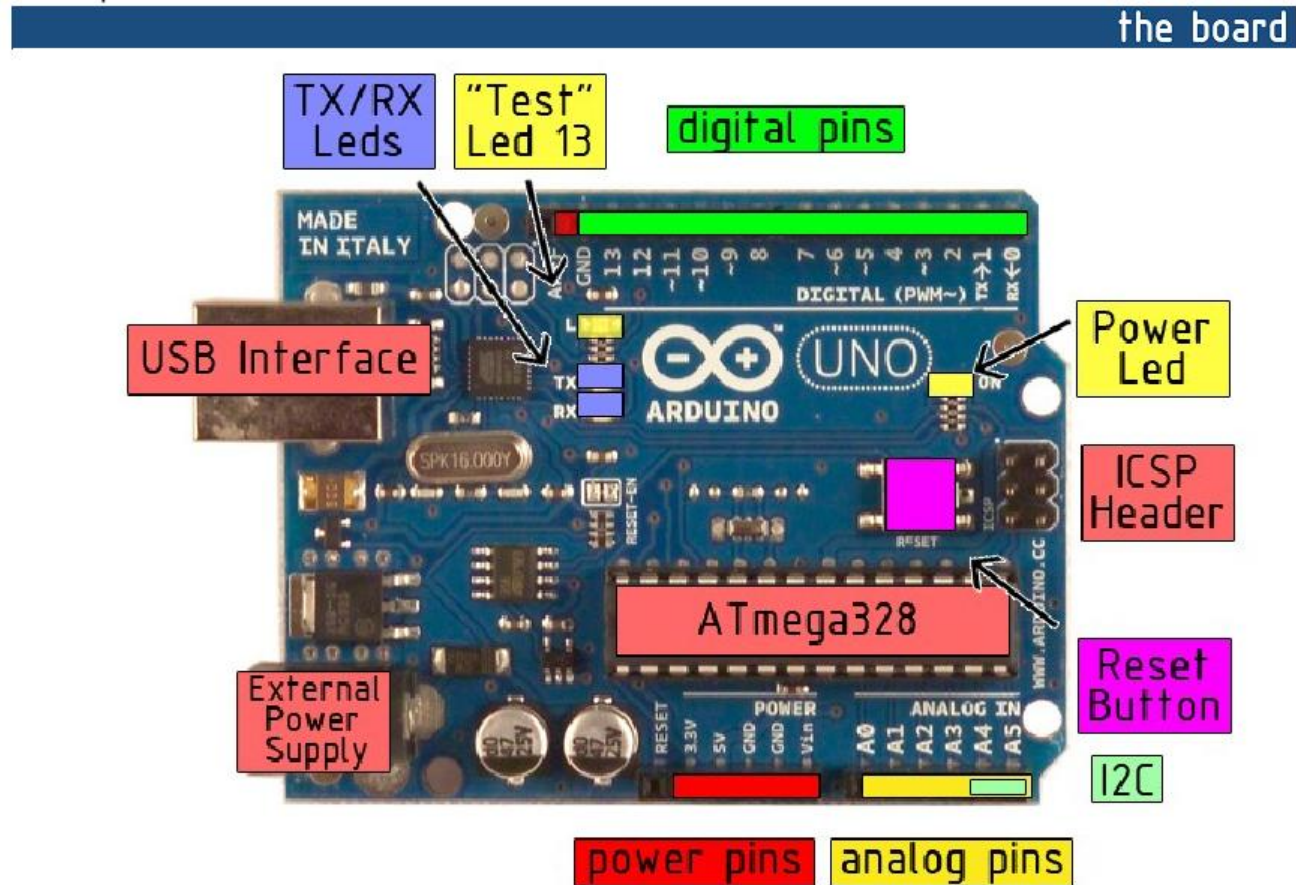 the board
TX/RX
Leds
"Test"
Led 13
digital pins
MADE
IN ITALY
GND
13
12
~11
~10
~9
8
7
~6
~5
4
~3
2
TX→1
RX←0
DIGITAL (PWM~)
USB Interface
L
TX
RX
ARDUINO
UNO
ON
Power
Led
SPK16.000Y
RESET-EN
ICSP
RESET
ICSP
Header
ATmega328
WWW.ARDUINO.CC
Reset
Button
External
Power
Supply
47
25V
47
25V
POWER
ANALOG IN
RESET
3.3V
5V
GND
GND
Vin
A0
A1
A2
A3
A4
A5
I2C
power pins
analog pins